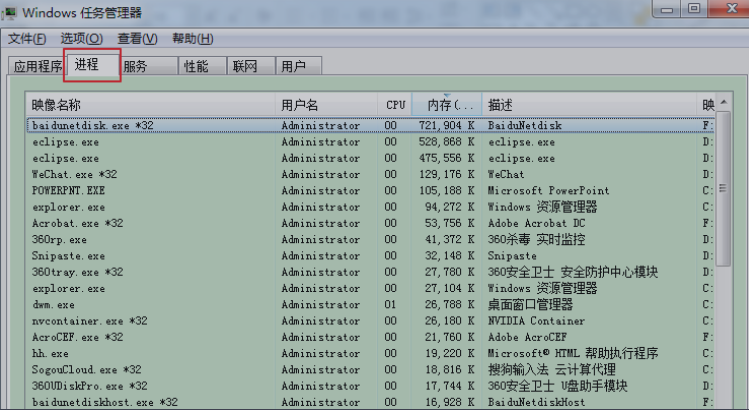 Windows 任务管理器
文件(F) 选项(O) 查看(V) 帮助(H)
应用程序 进程 服务 性能 联网 用户
映像名称 用户名 CPU 内存(... 描述 映
baidunetdisk.exe *32 Administrator 00 721,904 K BaiduNetdisk F:
eclipse.exe Administrator 00 528,868 K eclipse.exe D:
eclipse.exe Administrator 00 475,556 K eclipse.exe D:
WeChat.exe *32 Administrator 00 129,176 K WeChat D:
POWERPNT.EXE Administrator 00 105,188 K Microsoft PowerPoint C:
explorer.exe Administrator 00 94,272 K Windows 资源管理器 C:
Acrobat.exe *32 Administrator 00 53,756 K Adobe Acrobat DC F:
360rp.exe Administrator 00 41,372 K 360杀毒 实时监控 D:
Snipaste.exe Administrator 00 32,148 K Snipaste D:
360tray.exe *32 Administrator 00 27,780 K 360安全卫士 安全防护中心模块 D:
explorer.exe Administrator 00 27,104 K Windows 资源管理器 C:
dwm.exe Administrator 01 26,788 K 桌面窗口管理器 C:
nvcontainer.exe *32 Administrator 00 26,180 K NVIDIA Container C:
AcroCEF.exe *32 Administrator 00 21,760 K Adobe AcroCEF F:
hh.exe Administrator 00 19,220 K Microsoft® HTML 帮助执行程序 C:
SogouCloud.exe *32 Administrator 00 18,816 K 搜狗输入法 云计算代理 C:
360UDiskPro.exe *32 Administrator 00 17,744 K 360安全卫士 U盘助手模块 D:
baidunetdiskhost.exe Administrator 00 16,928 K BaiduNetdiskHost F: